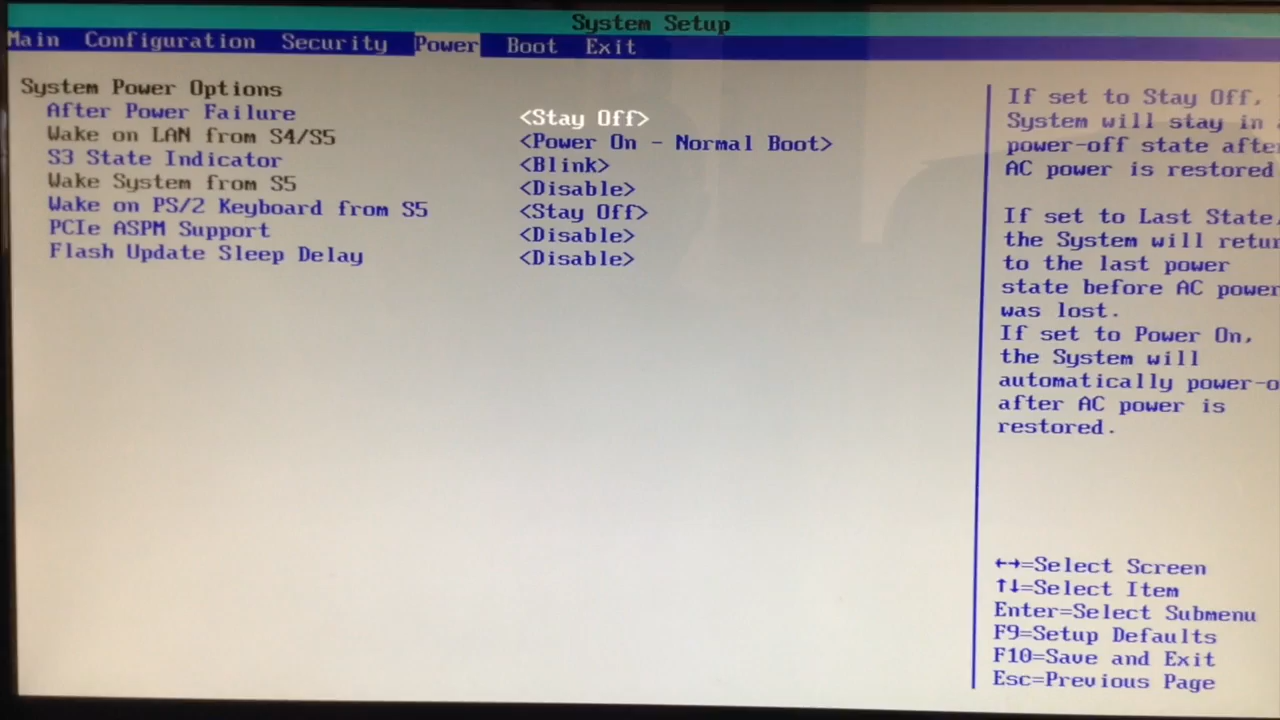 System Setup
Main Configuration Security Power Boot Exit
System Power Options
After Power Failure <Stay Off>
Wake on LAN from S4/S5 <Power On - Normal Boot>
S3 State Indicator <Blink>
Wake System from S5 <Disable>
Wake on PS/2 Keyboard from S5 <Stay Off>
PCIe ASPM Support <Disable>
Flash Update Sleep Delay <Disable>
If set to Stay Off,
System will stay in
power-off state after
AC power is restored
If set to Last State,
the System will retur
to the last power
state before AC power
was lost.
If set to Power On,
the System will
automatically power-o
after AC power is
restored.
←→=Select Screen
↑↓=Select Item
Enter=Select Submenu
F9=Setup Defaults
F10=Save and Exit
Esc=Previous Page